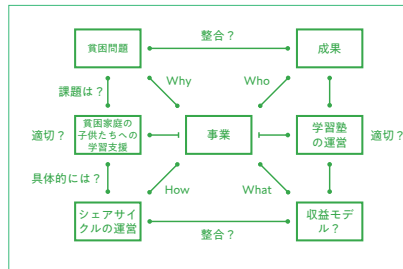 整合？
貧困問題
成果
Why
Who
課題は？
適切？
貧困家庭の
子供たちへの
学習支援
事業
学習塾
の運営
適切？
具体的には？
How
What
シェアサイ
クルの運営
収益モデ
ル？
整合？